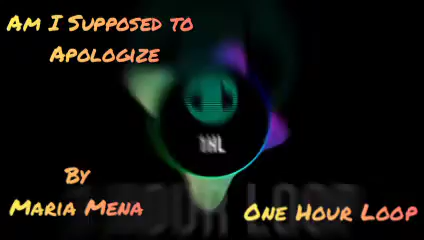 Am I Supposed to
Apologize
1HL
By
Maria Mena
One Hour Loop